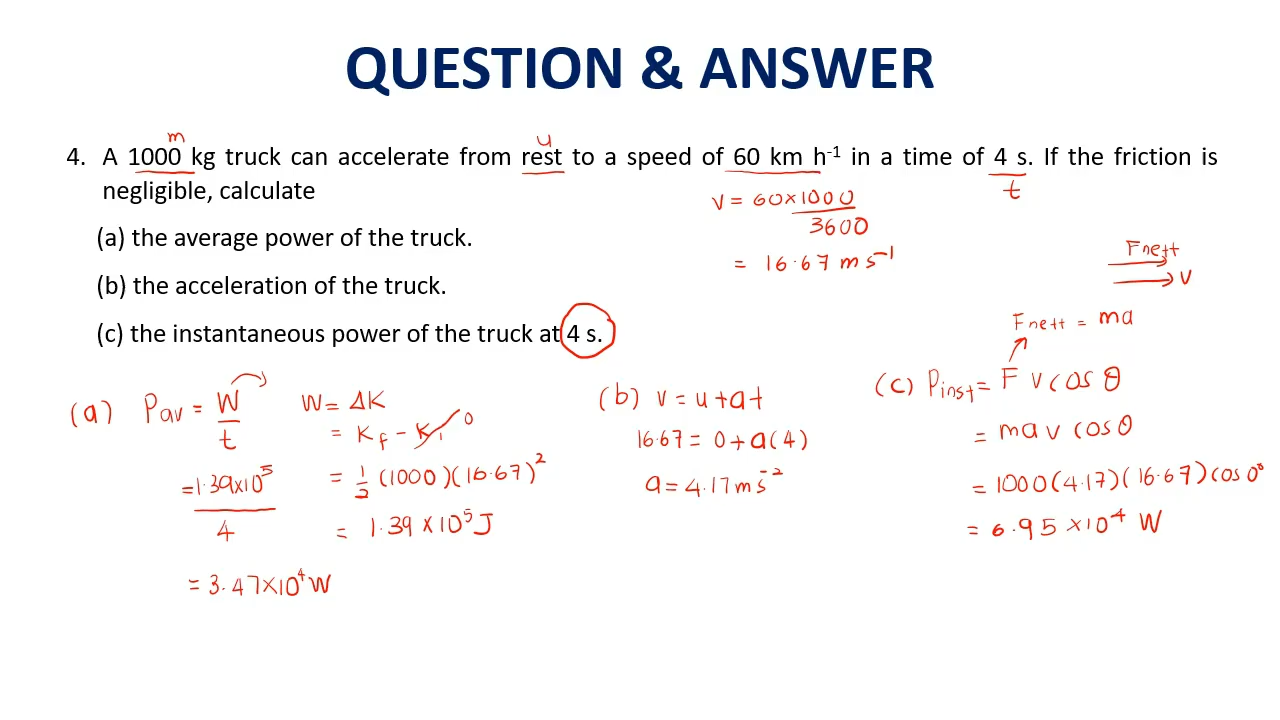 QUESTION & ANSWER
m
u
4. A 1000 kg truck can accelerate from rest to a speed of 60 km h⁻¹ in a time of 4 s. If the friction is
negligible, calculate
t
v = 60×1000
3600
= 16.67 m s⁻¹
(a) the average power of the truck.
(b) the acceleration of the truck.
(c) the instantaneous power of the truck at 4 s.
Fnett
v
Fnett = ma
(a) Pav = W
t
= 1.39×10⁵
4
= 3.47×10⁴ W
W = ΔK
= Kf − Ki 0
= 1/2 (1000)(16.67)²
= 1.39 × 10⁵ J
(b) v = u + at
16.67 = 0 + a(4)
a = 4.17 m s⁻²
(c) Pinst = F v cos θ
= ma v cos θ
= 1000(4.17)(16.67) cos 0°
= 6.95 × 10⁴ W